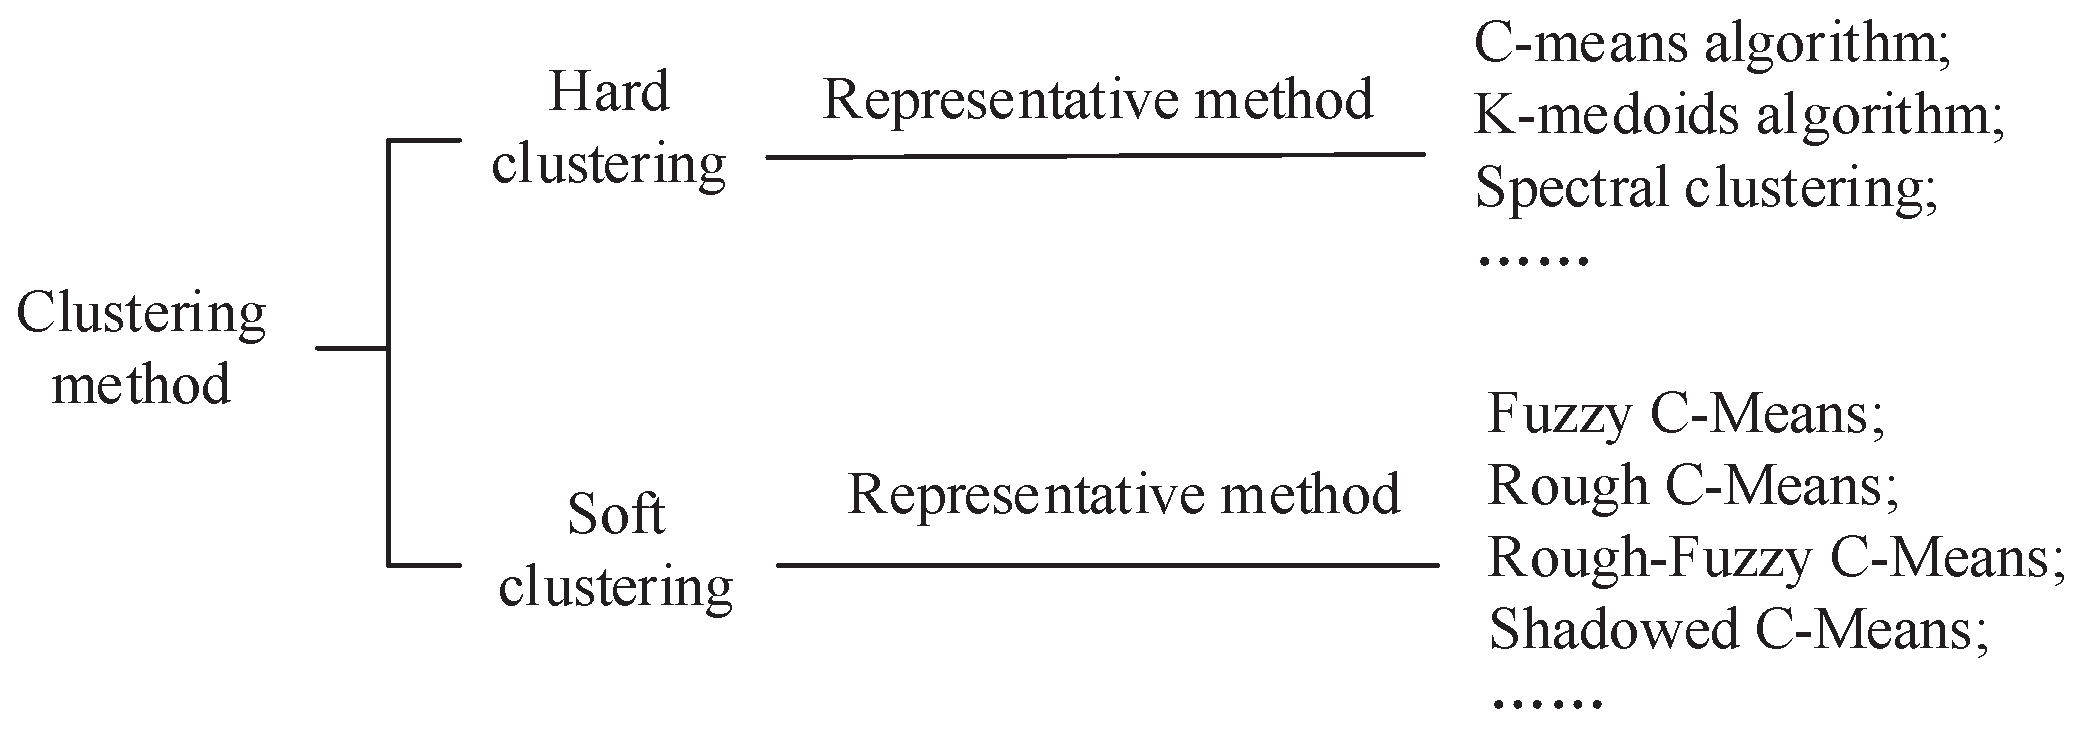 Clustering
method
Hard
clustering
Representative method
C-means algorithm;
K-medoids algorithm;
Spectral clustering;
······
Soft
clustering
Representative method
Fuzzy C-Means;
Rough C-Means;
Rough-Fuzzy C-Means;
Shadowed C-Means;
······